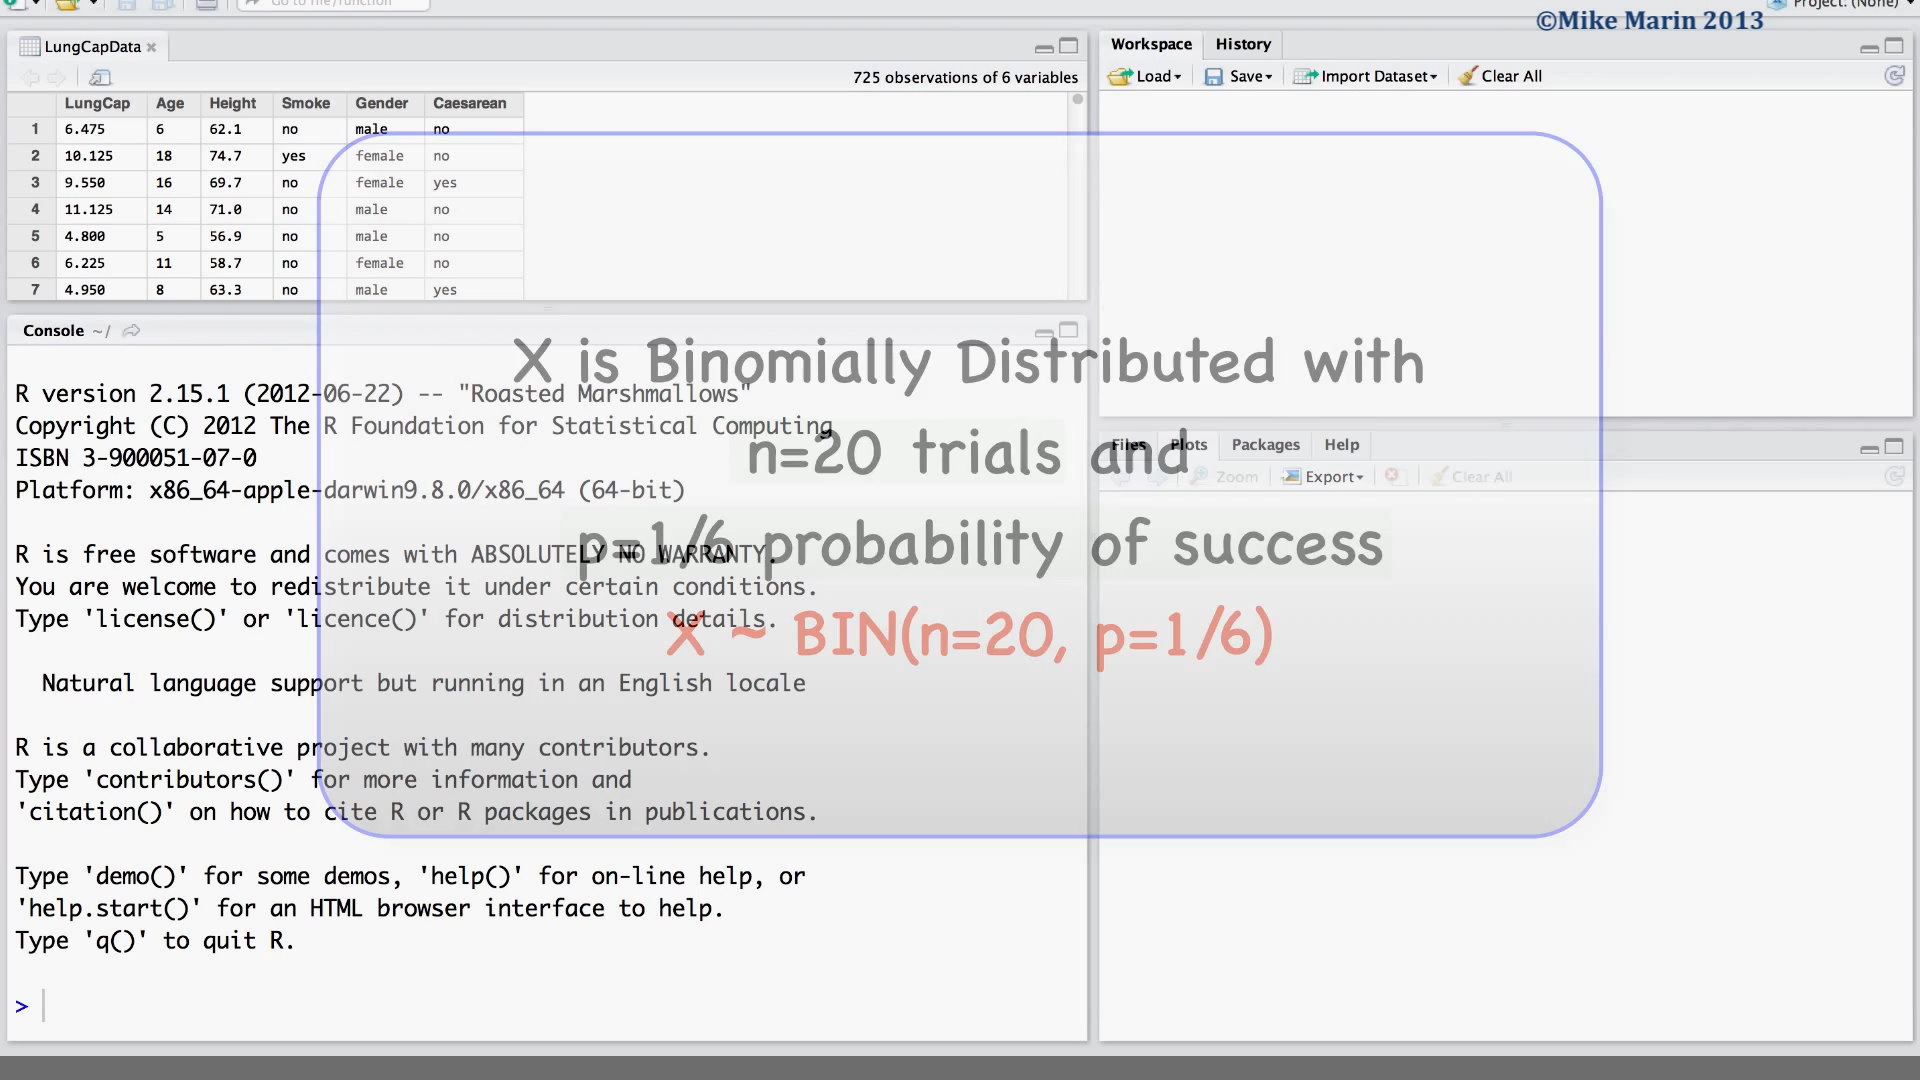 Go to file/function
Project: (None)
©Mike Marin 2013
LungCapData
725 observations of 6 variables
LungCap Age Height Smoke Gender Caesarean
1 6.475 6 62.1 no male no
2 10.125 18 74.7 yes female no
3 9.550 16 69.7 no female yes
4 11.125 14 71.0 no male no
5 4.800 5 56.9 no male no
6 6.225 11 58.7 no female no
7 4.950 8 63.3 no male yes
Workspace History
Load Save Import Dataset Clear All
Files Plots Packages Help
Zoom Export Clear All
Console ~/
R version 2.15.1 (2012-06-22) -- "Roasted Marshmallows"
Copyright (C) 2012 The R Foundation for Statistical Computing
ISBN 3-900051-07-0
Platform: x86_64-apple-darwin9.8.0/x86_64 (64-bit)
R is free software and comes with ABSOLUTELY NO WARRANTY.
You are welcome to redistribute it under certain conditions.
Type 'license()' or 'licence()' for distribution details.
Natural language support but running in an English locale
R is a collaborative project with many contributors.
Type 'contributors()' for more information and
'citation()' on how to cite R or R packages in publications.
Type 'demo()' for some demos, 'help()' for on-line help, or
'help.start()' for an HTML browser interface to help.
Type 'q()' to quit R.
>
X is Binomially Distributed with
n=20 trials and
p=1/6 probability of success
X ~ BIN(n=20, p=1/6)